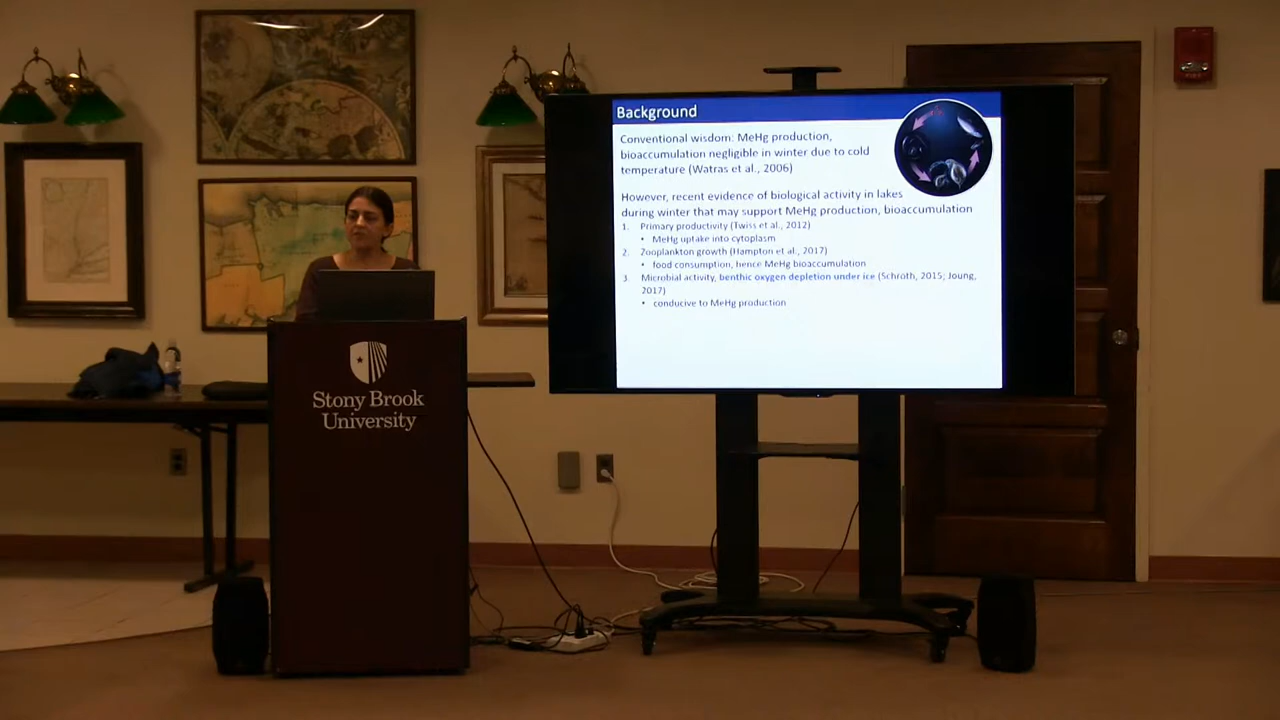 Background
Conventional wisdom: MeHg production,
bioaccumulation negligible in winter due to cold
temperature (Watras et al., 2006)
However, recent evidence of biological activity in lakes
during winter that may support MeHg production, bioaccumulation
1. Primary productivity (Twiss et al., 2012)
• MeHg uptake into cytoplasm
2. Zooplankton growth (Hampton et al., 2017)
• food consumption, hence MeHg bioaccumulation
3. Microbial activity, benthic oxygen depletion under ice (Schroth, 2015; Joung,
2017)
• conducive to MeHg production
Stony Brook
University